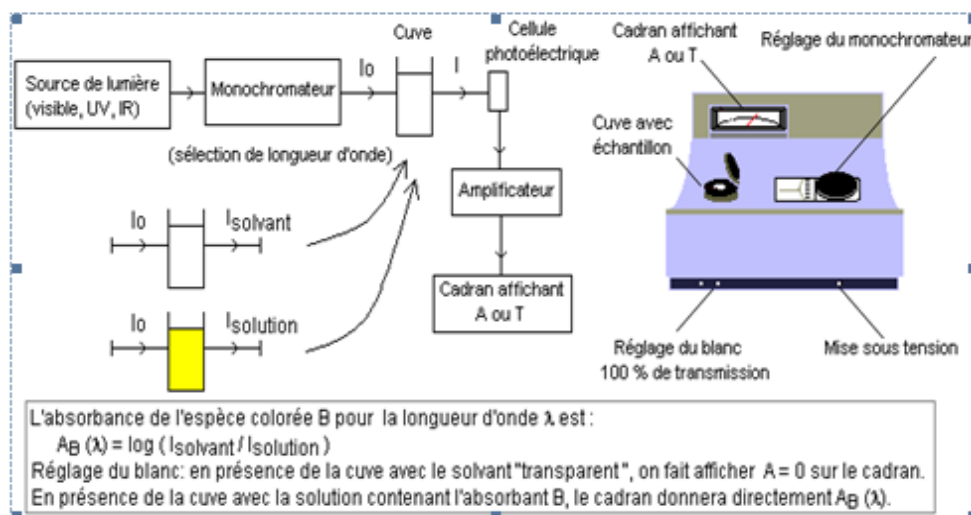 Cuve
Cellule
photoélectrique
Source de lumière
(visible, UV, IR)
Monochromateur
Io
I
(sélection de longueur d'onde)
Amplificateur
Cadran affichant
A ou T
Io
Isolvant
Io
Isolution
Cadran affichant
A ou T
Réglage du monochromateur
Cuve avec
échantillon
Réglage du blanc
100 % de transmission
Mise sous tension
L'absorbance de l'espèce colorée B pour la longueur d'onde λ est :
AB (λ) = log ( Isolvant / Isolution )
Réglage du blanc: en présence de la cuve avec le solvant "transparent", on fait afficher A = 0 sur le cadran.
En présence de la cuve avec la solution contenant l'absorbant B, le cadran donnera directement AB (λ).